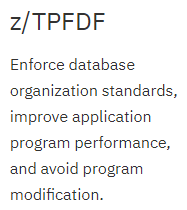 z/TPFDF
Enforce database
organization standards,
improve application
program performance,
and avoid program
modification.